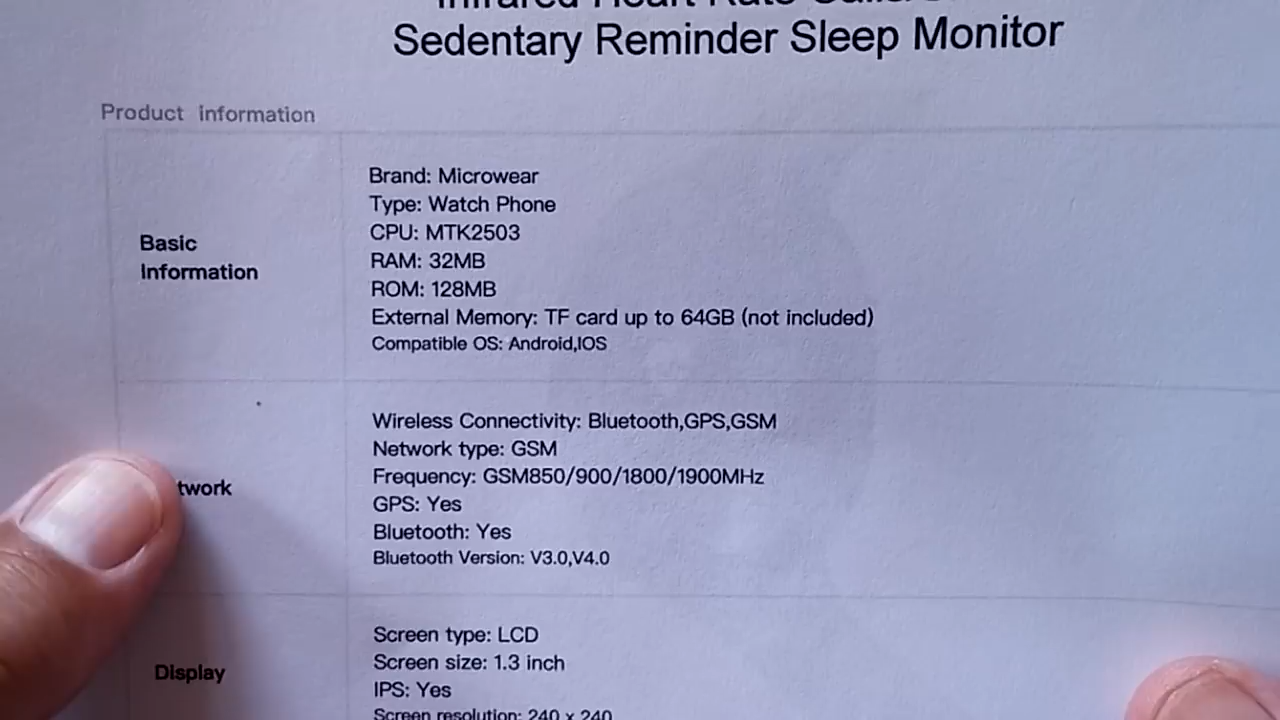 Infrared Heart Rate
Sedentary Reminder Sleep Monitor
Product information
Basic
Information
Brand: Microwear
Type: Watch Phone
CPU: MTK2503
RAM: 32MB
ROM: 128MB
External Memory: TF card up to 64GB (not included)
Compatible OS: Android,IOS
twork
Wireless Connectivity: Bluetooth,GPS,GSM
Network type: GSM
Frequency: GSM850/900/1800/1900MHz
GPS: Yes
Bluetooth: Yes
Bluetooth Version: V3.0,V4.0
Display
Screen type: LCD
Screen size: 1.3 inch
IPS: Yes
Screen resolution: 240 x 240